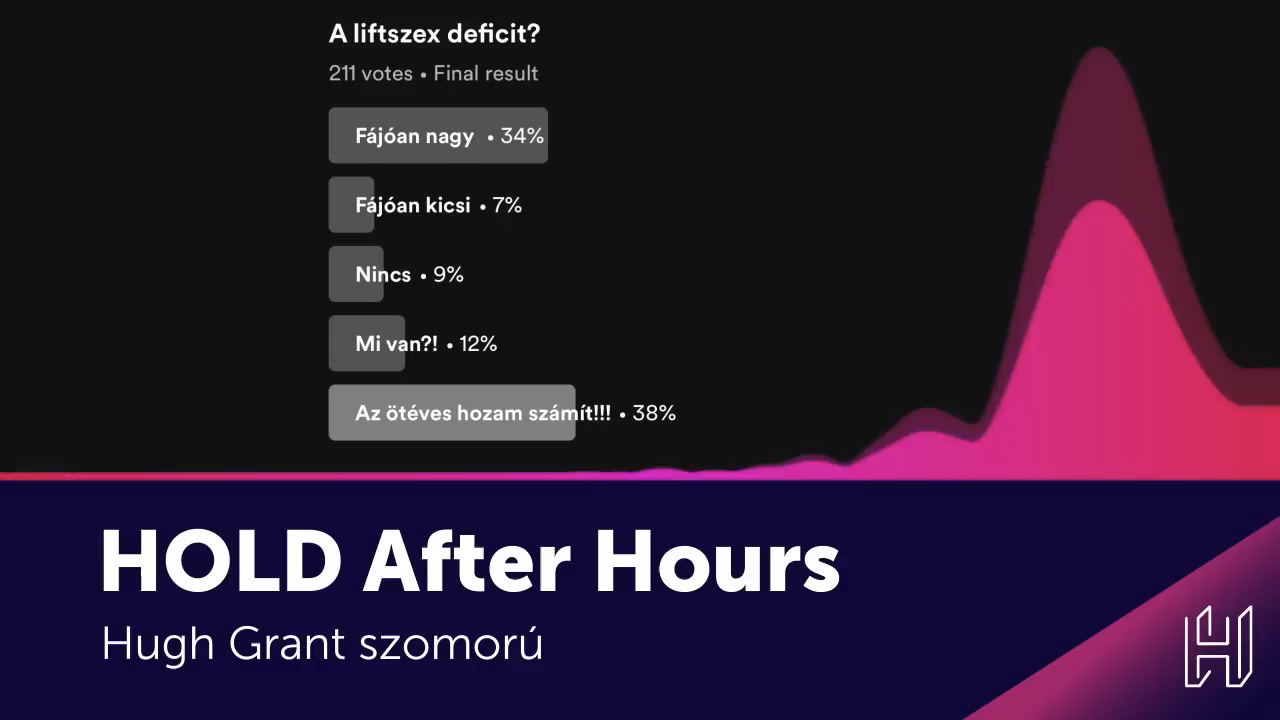 A liftszex deficit?
211 votes • Final result
Fájóan nagy • 34%
Fájóan kicsi • 7%
Nincs • 9%
Mi van?! • 12%
Az ötéves hozam számít!!! • 38%
HOLD After Hours
Hugh Grant szomorú